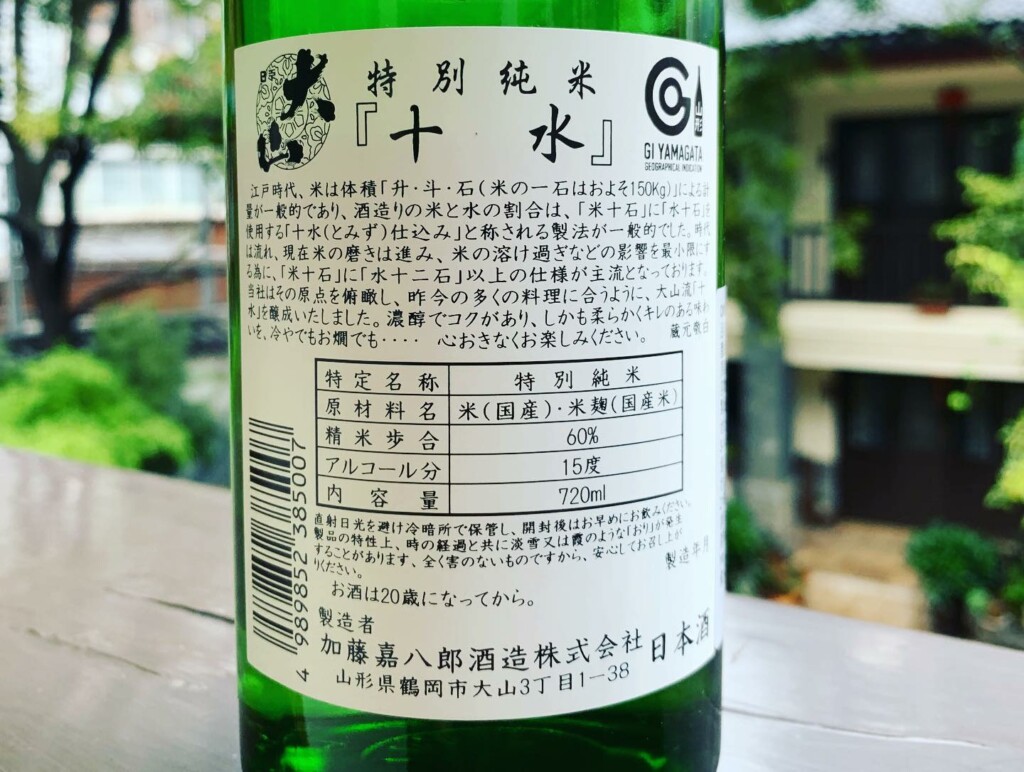 大山
特別純米
『十水』
GI YAMAGATA
GEOGRAPHICAL INDICATION
江戸時代、米は体積「升・斗・石(米の一石はおよそ150Kg)」による計
量が一般的であり、酒造りの米と水の割合は、「米十石」に「水十石」を
使用する「十水(とみず)仕込み」と称される製法が一般的でした。時代
は流れ、現在米の磨きは進み、米の溶け過ぎなどの影響を最小限にす
る為に、「米十石」に「水十二石」以上の仕様が主流となっております。
当社はその原点を俯瞰し、昨今の多くの料理に合うように、大山流「十
水」を醸成いたしました。濃醇でコクがあり、しかも柔らかくキレのある味わ
いを、冷やでもお燗でも‥‥ 心おきなくお楽しみください。 蔵元敬白
特定名称 特別純米
原材料名 米(国産)・米麹(国産米)
精米歩合 60%
アルコール分 15度
内容量 720ml
直射日光を避け冷暗所で保管し、開封後はお早めにお飲みください。
製品の特性上、時の経過と共に淡雪又は霞のような「おり」が発生
することがあります、全く害のないものですから、安心してお召し上が
りください。
製造年月
お酒は20歳になってから。
製造者
加藤嘉八郎酒造株式会社 日本酒
山形県鶴岡市大山3丁目1-38
4 989852 385007